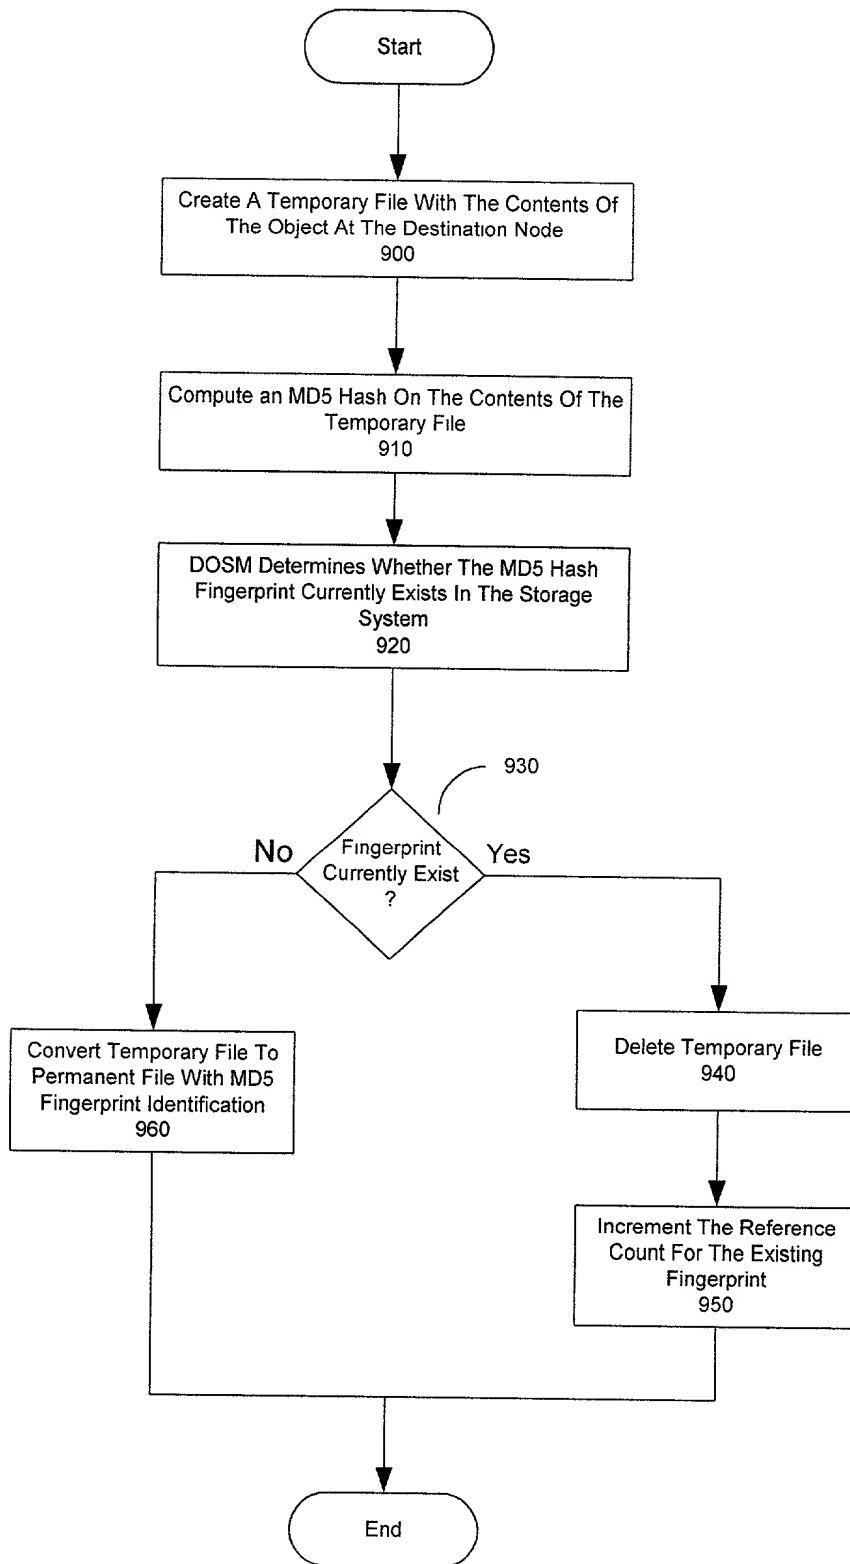 Start
Create A Temporary File With The Contents Of
The Object At The Destination Node
900
Compute an MD5 Hash On The Contents Of The
Temporary File
910
DOSM Determines Whether The MD5 Hash
Fingerprint Currently Exists In The Storage
System
920
930
No
Fingerprint
Currently Exist
?
Yes
Convert Temporary File To
Permanent File With MD5
Fingerprint Identification
960
Delete Temporary File
940
Increment The Reference
Count For The Existing
Fingerprint
950
End